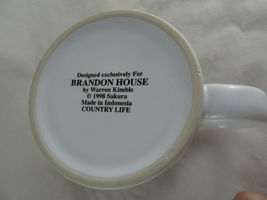 Designed exclusively For
BRANDON HOUSE
by Warren Kimble
© 1998 Sakura
Made in Indonesia
COUNTRY LIFE